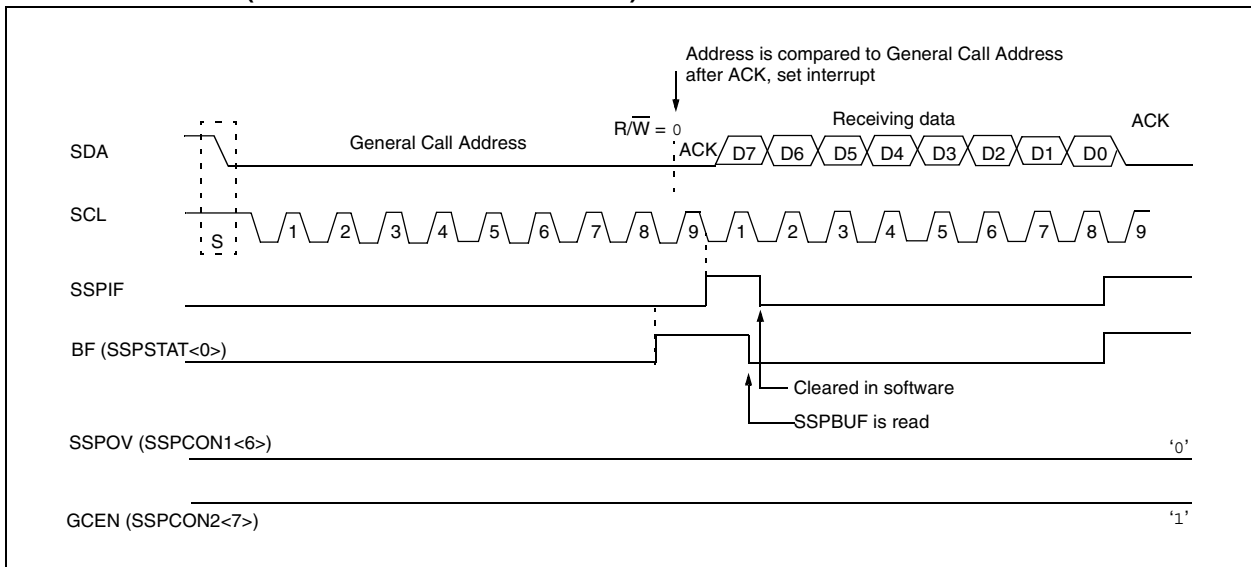 Address is compared to General Call Address
after ACK, set interrupt
R/W̅ = 0
Receiving data
ACK
SDA
General Call Address
ACK
D7 D6 D5 D4 D3 D2 D1 D0
SCL
S
1 2 3 4 5 6 7 8 9 1 2 3 4 5 6 7 8 9
SSPIF
BF (SSPSTAT<0>)
Cleared in software
SSPBUF is read
SSPOV (SSPCON1<6>)
‘0’
GCEN (SSPCON2<7>)
‘1’